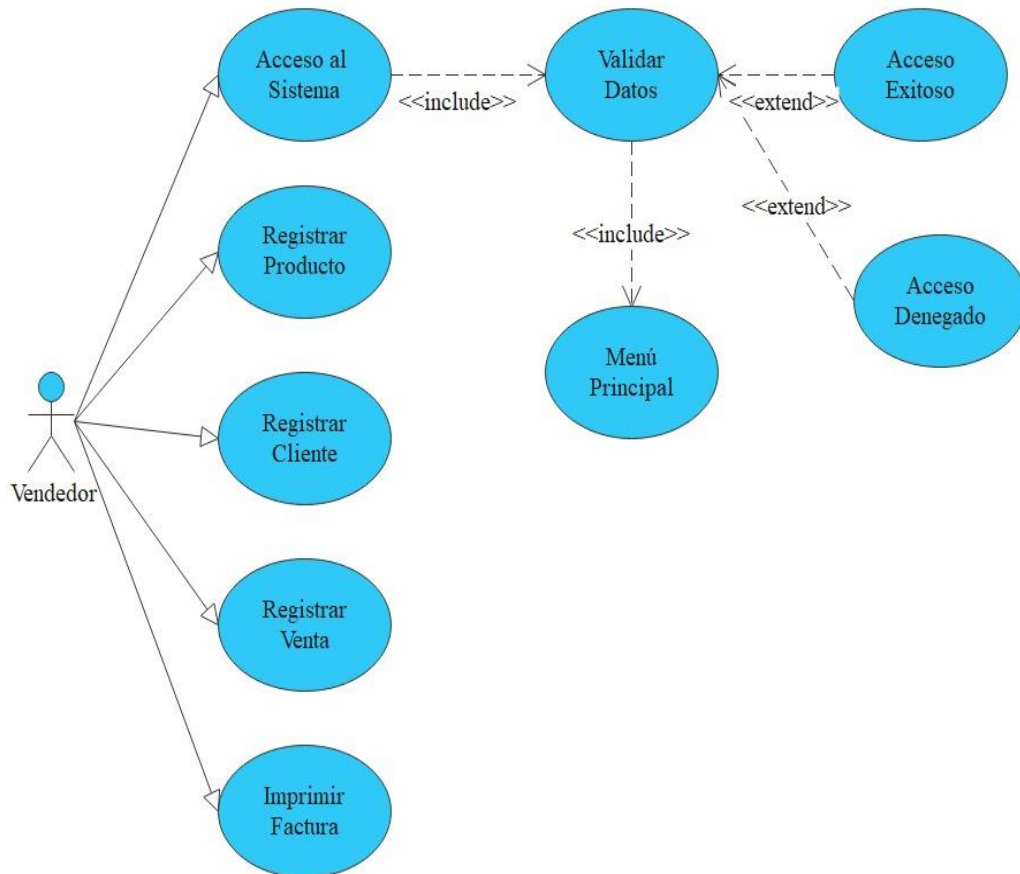 Acceso al
Sistema
<<include>>
Validar
Datos
<<extend>>
Acceso
Exitoso
Registrar
Producto
<<include>>
<<extend>>
Acceso
Denegado
Menú
Principal
Registrar
Cliente
Vendedor
Registrar
Venta
Imprimir
Factura